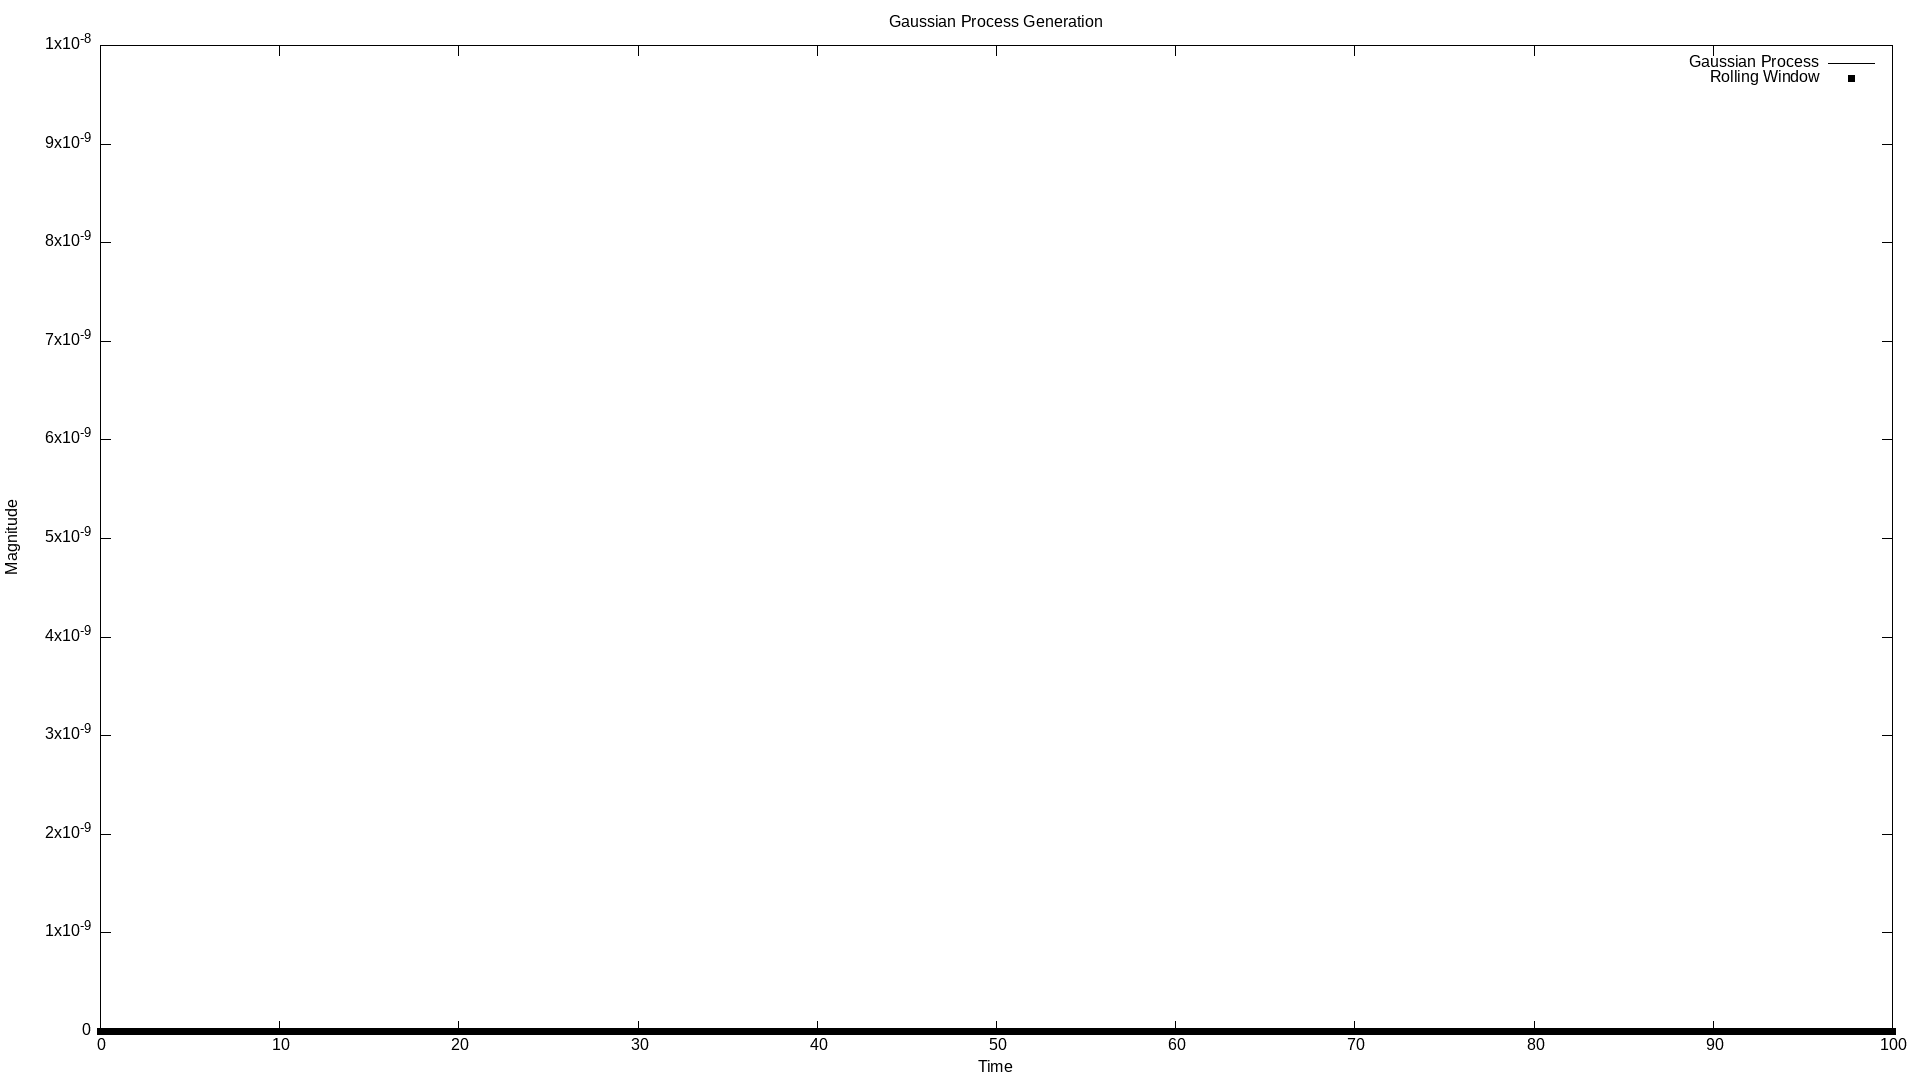 Gaussian Process Generation
Gaussian Process
Rolling Window
1x10-8
9x10-9
8x10-9
7x10-9
6x10-9
5x10-9
4x10-9
3x10-9
2x10-9
1x10-9
0
Magnitude
0 10 20 30 40 50 60 70 80 90 100
Time